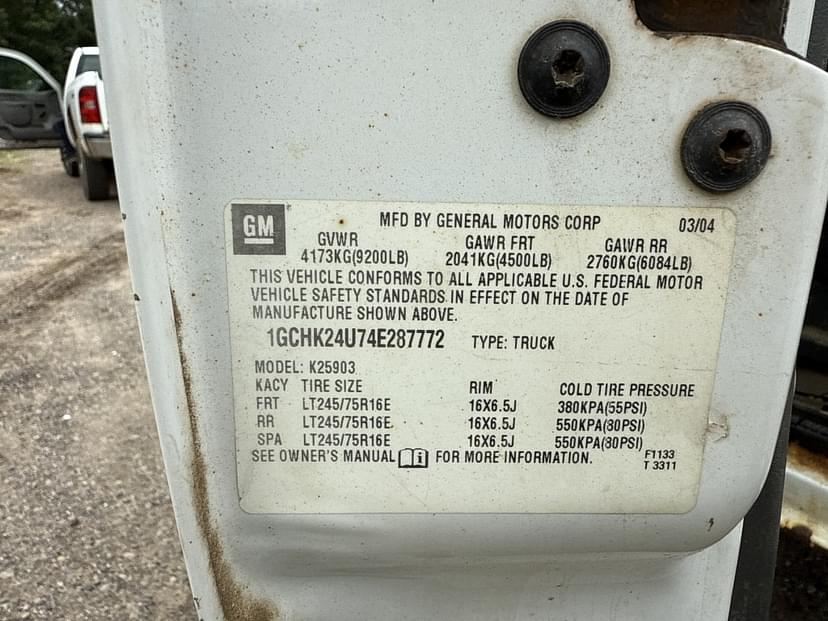 GM
MFD BY GENERAL MOTORS CORP 03/04
GVWR GAWR FRT GAWR RR
4173KG(9200LB) 2041KG(4500LB) 2760KG(6084LB)
THIS VEHICLE CONFORMS TO ALL APPLICABLE U.S. FEDERAL MOTOR
VEHICLE SAFETY STANDARDS IN EFFECT ON THE DATE OF
MANUFACTURE SHOWN ABOVE.
1GCHK24U74E287772 TYPE: TRUCK
MODEL: K25903
KACY TIRE SIZE RIM COLD TIRE PRESSURE
FRT LT245/75R16E 16X6.5J 380KPA(55PSI)
RR LT245/75R16E 16X6.5J 550KPA(80PSI)
SPA LT245/75R16E 16X6.5J 550KPA(80PSI)
SEE OWNER'S MANUAL FOR MORE INFORMATION.
F1133
T3311